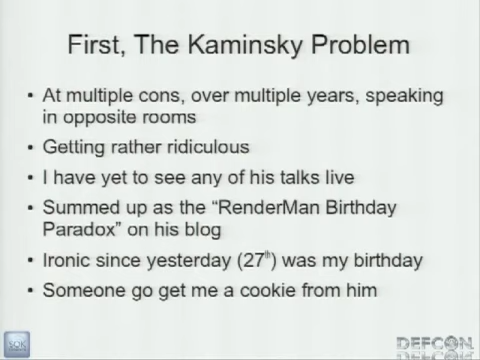 First, The Kaminsky Problem
• At multiple cons, over multiple years, speaking
in opposite rooms
• Getting rather ridiculous
• I have yet to see any of his talks live
• Summed up as the “RenderMan Birthday
Paradox” on his blog
• Ironic since yesterday (27th) was my birthday
• Someone go get me a cookie from him
DEFCON